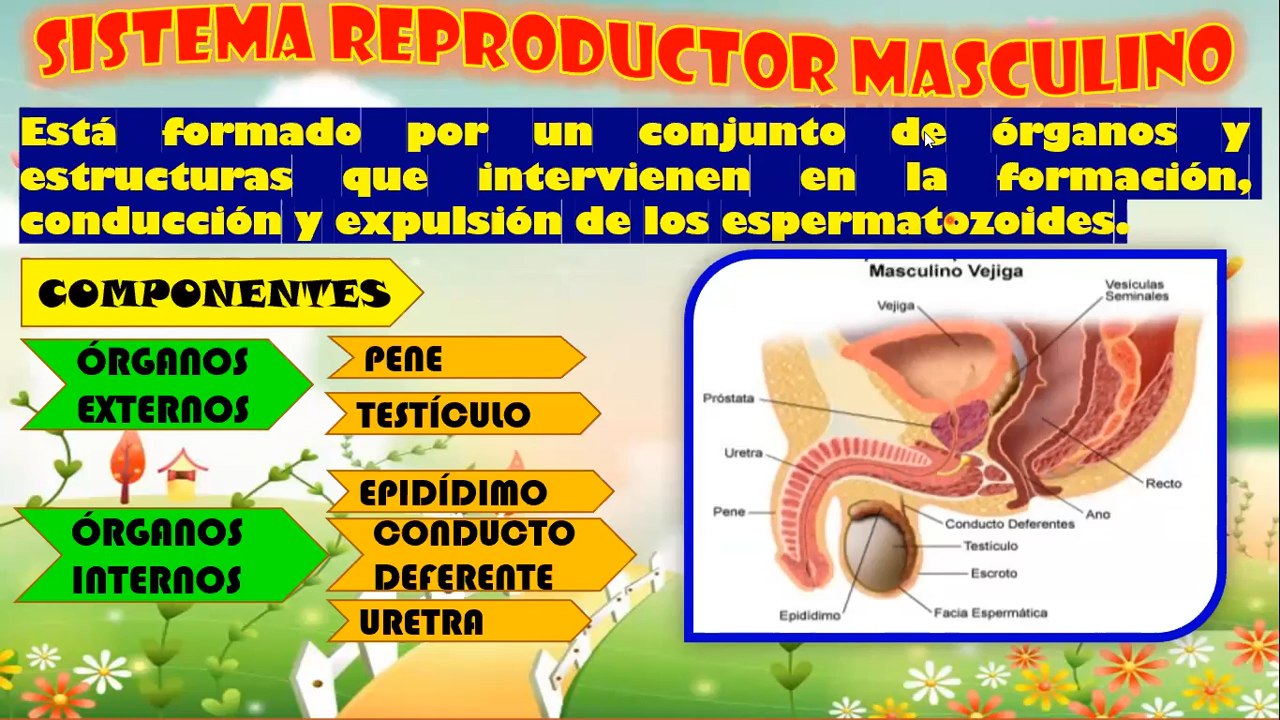 SISTEMA REPRODUCTOR MASCULINO
Está formado por un conjunto de órganos y
estructuras que intervienen en la formación,
conducción y expulsión de los espermatozoides.
COMPONENTES
ÓRGANOS
EXTERNOS
PENE
TESTÍCULO
ÓRGANOS
INTERNOS
EPIDÍDIMO
CONDUCTO
DEFERENTE
URETRA
Masculino Vejiga
Vesiculas
Seminales
Vejiga
Próstata
Uretra
Recto
Pene
Ano
Conducto Deferentes
Testículo
Escroto
Epidídimo
Facia Espermática